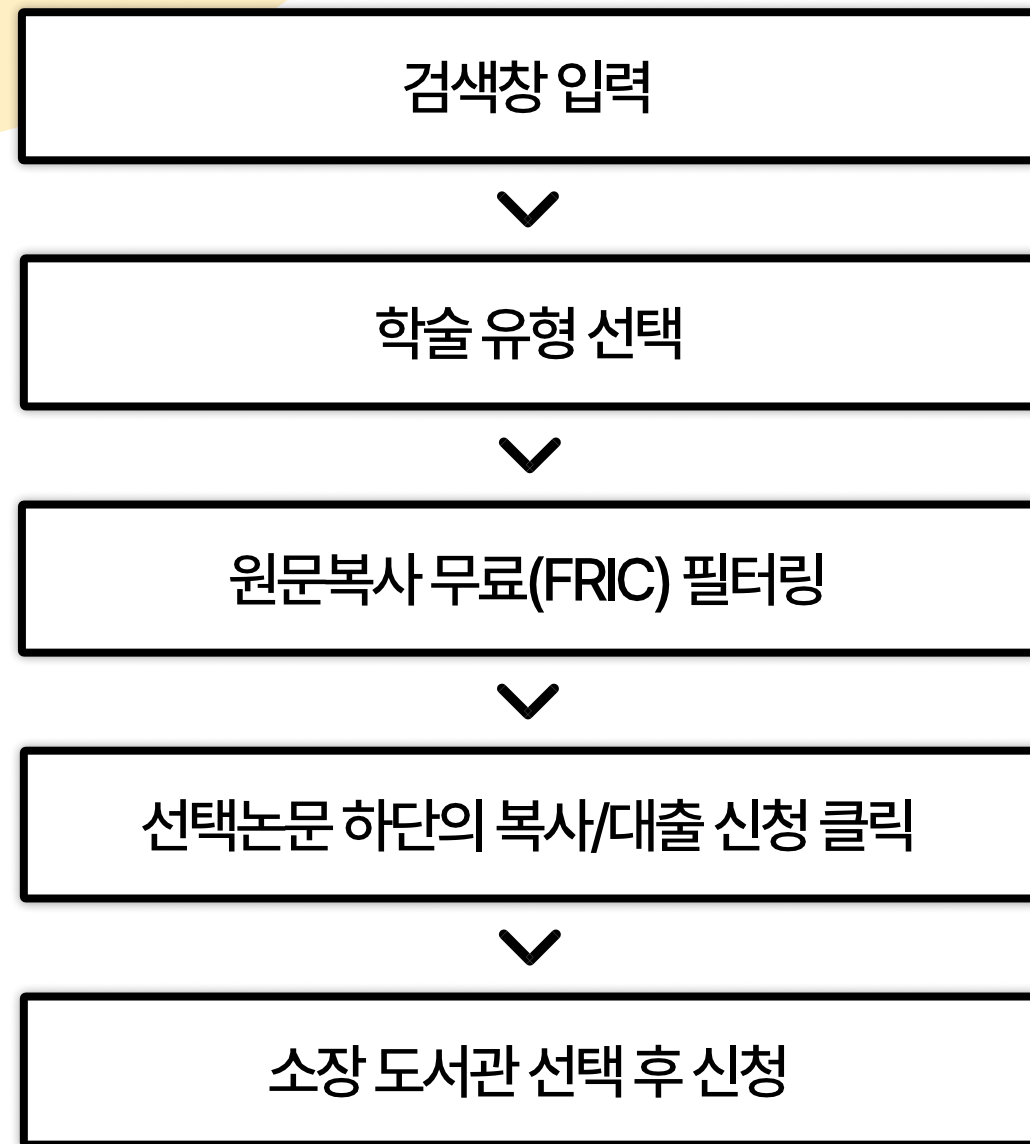 검색창 입력
학술 유형 선택
원문복사 무료(FRIC) 필터링
선택논문 하단의 복사/대출 신청 클릭
소장 도서관 선택 후 신청